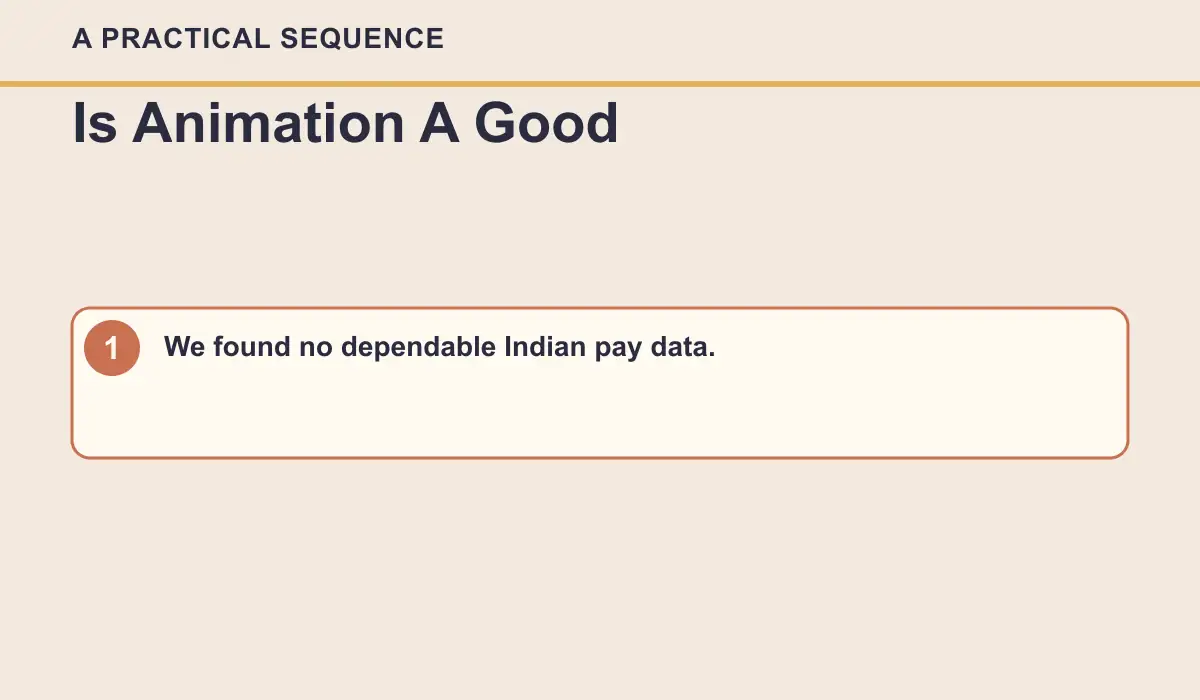 A PRACTICAL SEQUENCE
Is Animation A Good
1
We found no dependable Indian pay data.